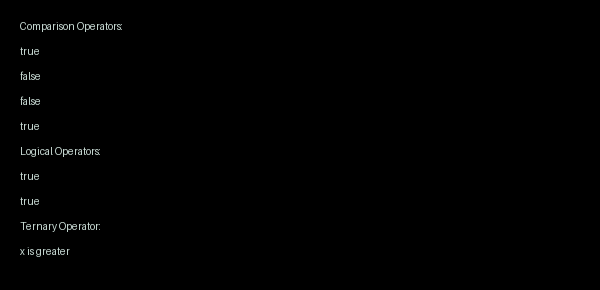 Comparison Operators:
true
false
false
true
Logical Operators:
true
true
Ternary Operator:
x is greater